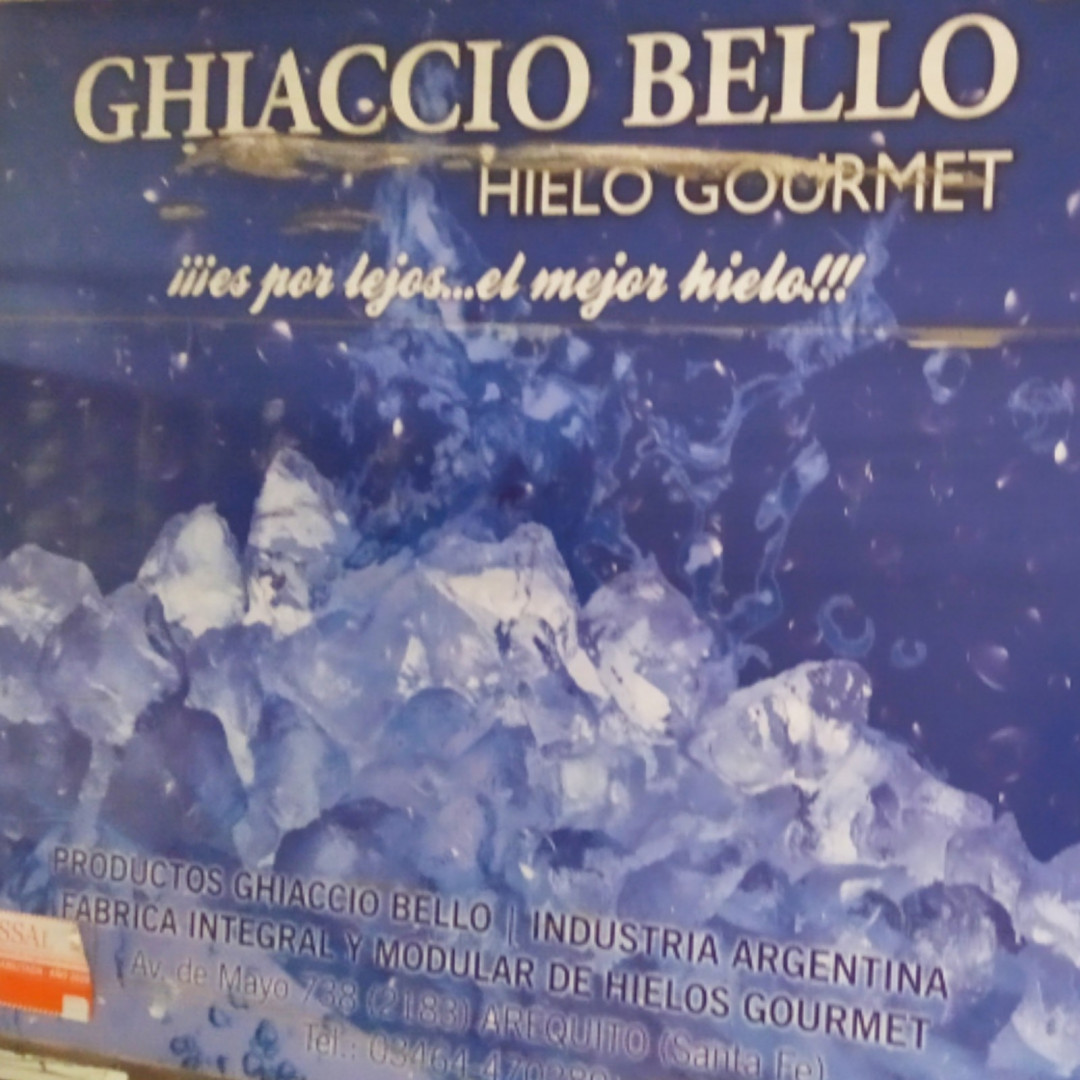 GHIACCIO BELLO
HIELO GOURMET
¡¡¡es por lejos...el mejor hielo!!!
PRODUCTOS GHIACCIO BELLO | INDUSTRIA ARGENTINA
FABRICA INTEGRAL Y MODULAR DE HIELOS GOURMET
Av. de Mayo 738 (2183) AREQUITO (Santa Fe)
Tel.: